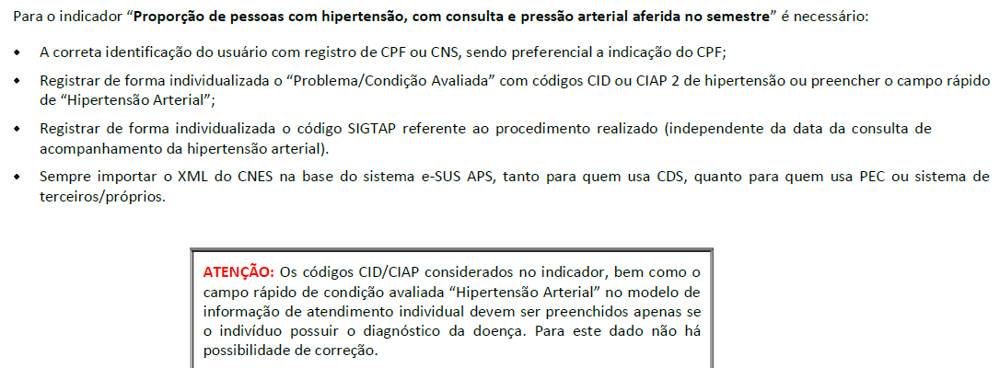 Para o indicador “Proporção de pessoas com hipertensão, com consulta e pressão arterial aferida no semestre” é necessário:
• A correta identificação do usuário com registro de CPF ou CNS, sendo preferencial a indicação do CPF;
• Registrar de forma individualizada o “Problema/Condição Avaliada” com códigos CID ou CIAP 2 de hipertensão ou preencher o campo rápido
de “Hipertensão Arterial”;
• Registrar de forma individualizada o código SIGTAP referente ao procedimento realizado (independente da data da consulta de
acompanhamento da hipertensão arterial).
• Sempre importar o XML do CNES na base do sistema e-SUS APS, tanto para quem usa CDS, quanto para quem usa PEC ou sistema de
terceiros/próprios.
ATENÇÃO: Os códigos CID/CIAP considerados no indicador, bem como o
campo rápido de condição avaliada “Hipertensão Arterial” no modelo de
informação de atendimento individual devem ser preenchidos apenas se
o indivíduo possuir o diagnóstico da doença. Para este dado não há
possibilidade de correção.